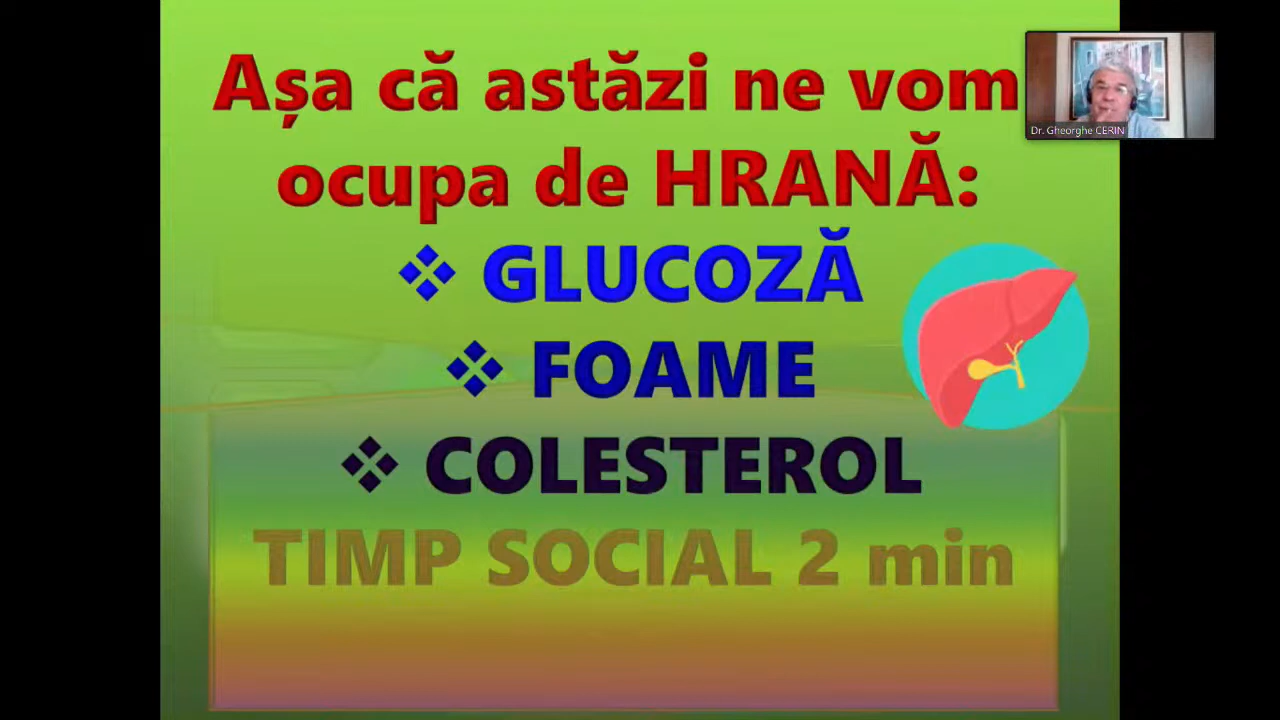 Așa că astăzi ne vom
ocupa de HRANĂ:
❖ GLUCOZĂ
❖ FOAME
❖ COLESTEROL
TIMP SOCIAL 2 min
Dr. Gheorghe CERIN